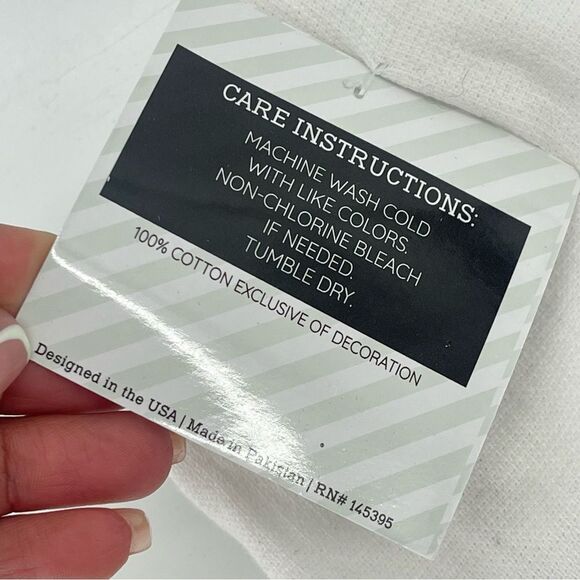 CARE INSTRUCTIONS:
MACHINE WASH COLD
WITH LIKE COLORS
NON-CHLORINE BLEACH
IF NEEDED.
TUMBLE DRY.
100% COTTON EXCLUSIVE OF DECORATION
Designed in the USA | Made in Pakistan | RN# 145395